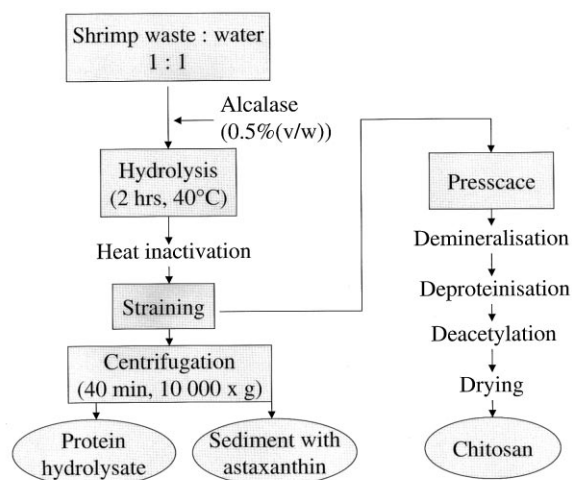 Shrimp waste : water
1 : 1
Alcalase
(0.5%(v/w))
Hydrolysis
(2 hrs, 40°C)
Heat inactivation
Straining
Centrifugation
(40 min, 10 000 x g)
Protein
hydrolysate
Sediment with
astaxanthin
Presscace
Demineralisation
Deproteinisation
Deacetylation
Drying
Chitosan